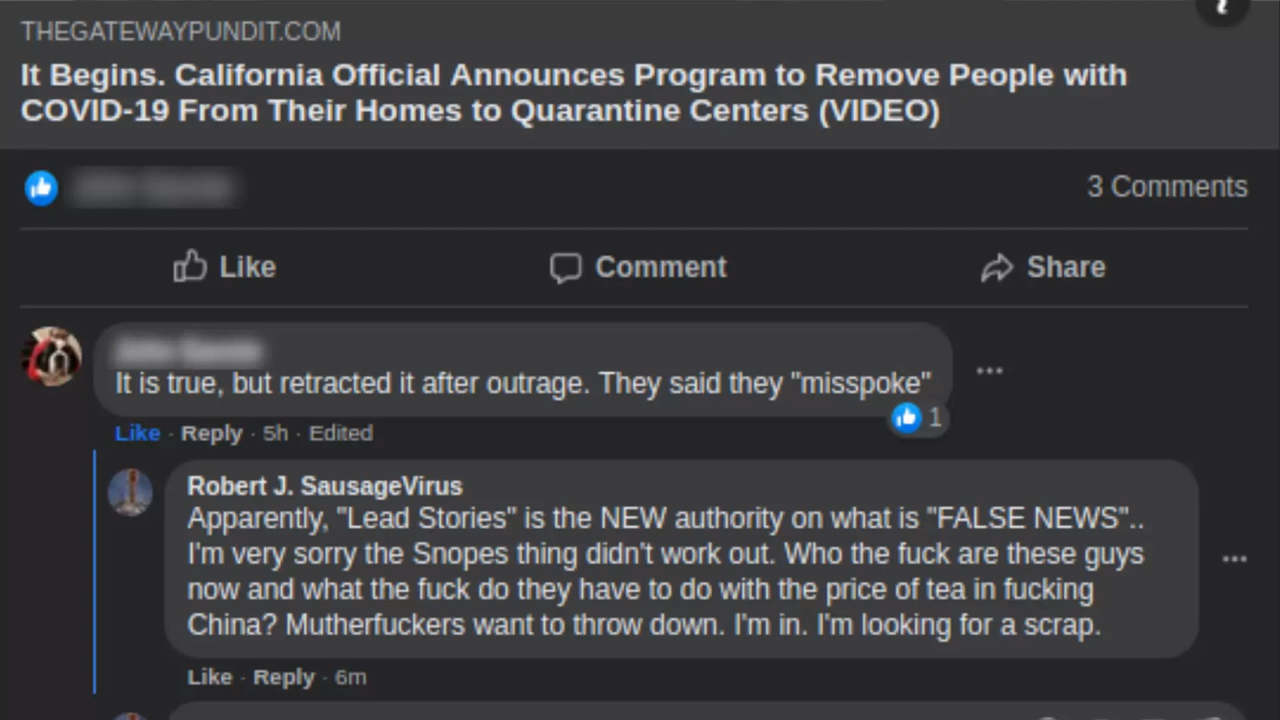 THEGATEWAYPUNDIT.COM
It Begins. California Official Announces Program to Remove People with
COVID-19 From Their Homes to Quarantine Centers (VIDEO)
3 Comments
Like
Comment
Share
It is true, but retracted it after outrage. They said they "misspoke"
1
Like · Reply · 5h · Edited
Robert J. SausageVirus
Apparently, "Lead Stories" is the NEW authority on what is "FALSE NEWS"..
I'm very sorry the Snopes thing didn't work out. Who the fuck are these guys
now and what the fuck do they have to do with the price of tea in fucking
China? Mutherfuckers want to throw down. I'm in. I'm looking for a scrap.
Like · Reply · 6m